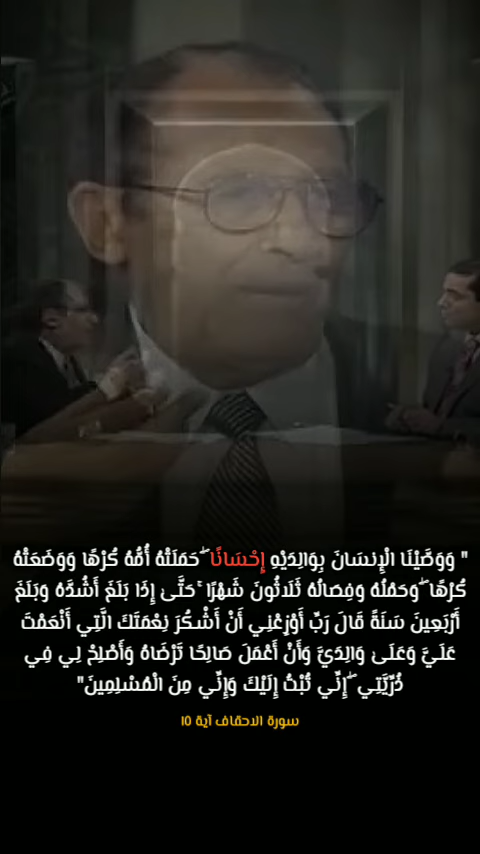 " وَوَصَّيْنَا الْإِنسَانَ بِوَالِدَيْهِ إِحْسَانًا ۖ حَمَلَتْهُ أُمُّهُ كُرْهًا وَوَضَعَتْهُ
كُرْهًا ۖ وَحَمْلُهُ وَفِصَالُهُ ثَلَاثُونَ شَهْرًا ۚ حَتَّىٰ إِذَا بَلَغَ أَشُدَّهُ وَبَلَغَ
أَرْبَعِينَ سَنَةً قَالَ رَبِّ أَوْزِعْنِي أَنْ أَشْكُرَ نِعْمَتَكَ الَّتِي أَنْعَمْتَ
عَلَيَّ وَعَلَىٰ وَالِدَيَّ وَأَنْ أَعْمَلَ صَالِحًا تَرْضَاهُ وَأَصْلِحْ لِي فِي
ذُرِّيَّتِي ۖ إِنِّي تُبْتُ إِلَيْكَ وَإِنِّي مِنَ الْمُسْلِمِينَ"
سورة الاحقاف آية ١٥